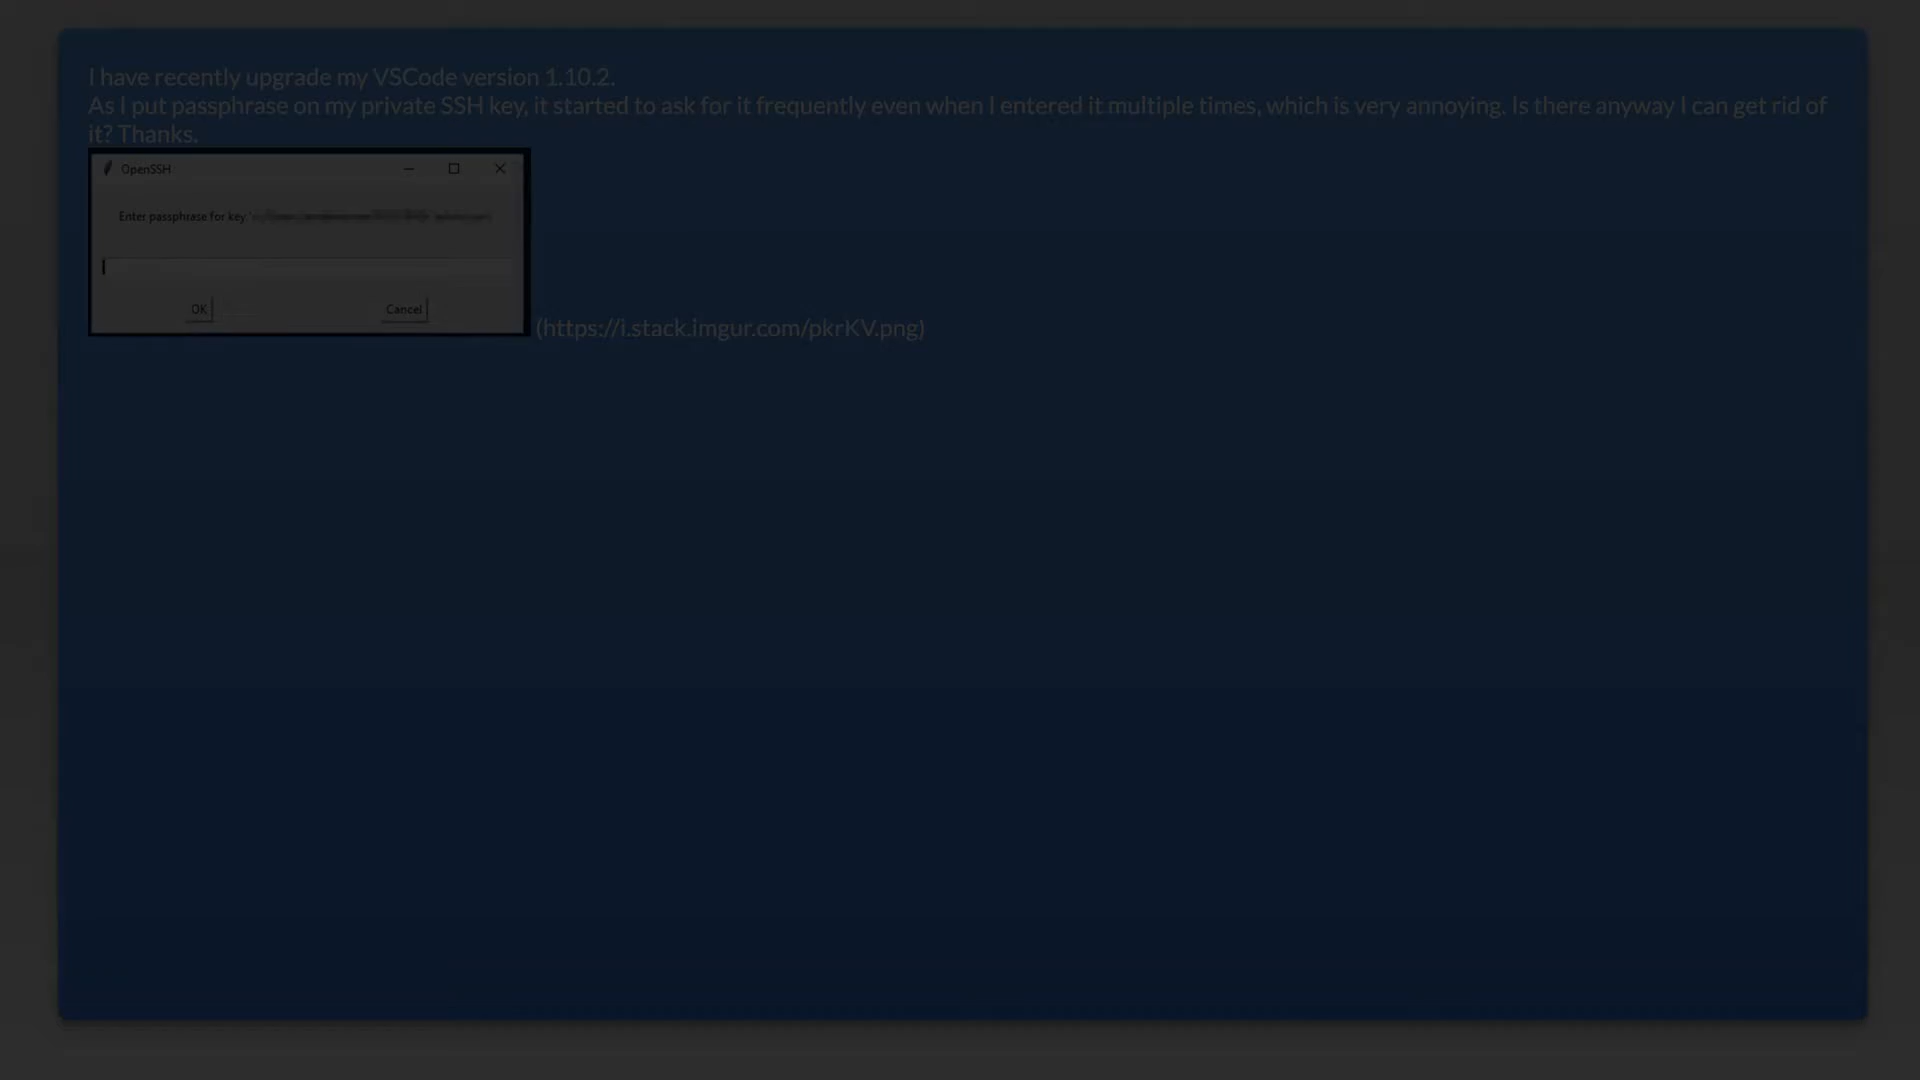 I have recently upgrade my VSCode version 1.10.2.
As I put passphrase on my private SSH key, it started to ask for it frequently even when I entered it multiple times, which is very annoying. Is there anyway I can get rid of
it? Thanks.
OpenSSH
Enter passphrase for key '
OK
Cancel
(https://i.stack.imgur.com/pkrKV.png)